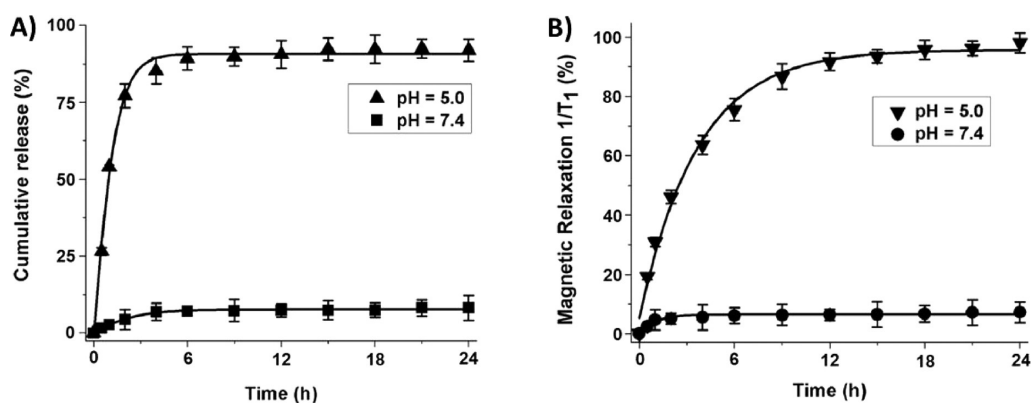 A)
Cumulative release (%)
100
75
50
25
0
pH = 5.0
pH = 7.4
0 6 12 18 24
Time (h)
B)
Magnetic Relaxation 1/T₁ (%)
100
80
60
40
20
0
pH = 5.0
pH = 7.4
0 6 12 18 24
Time (h)